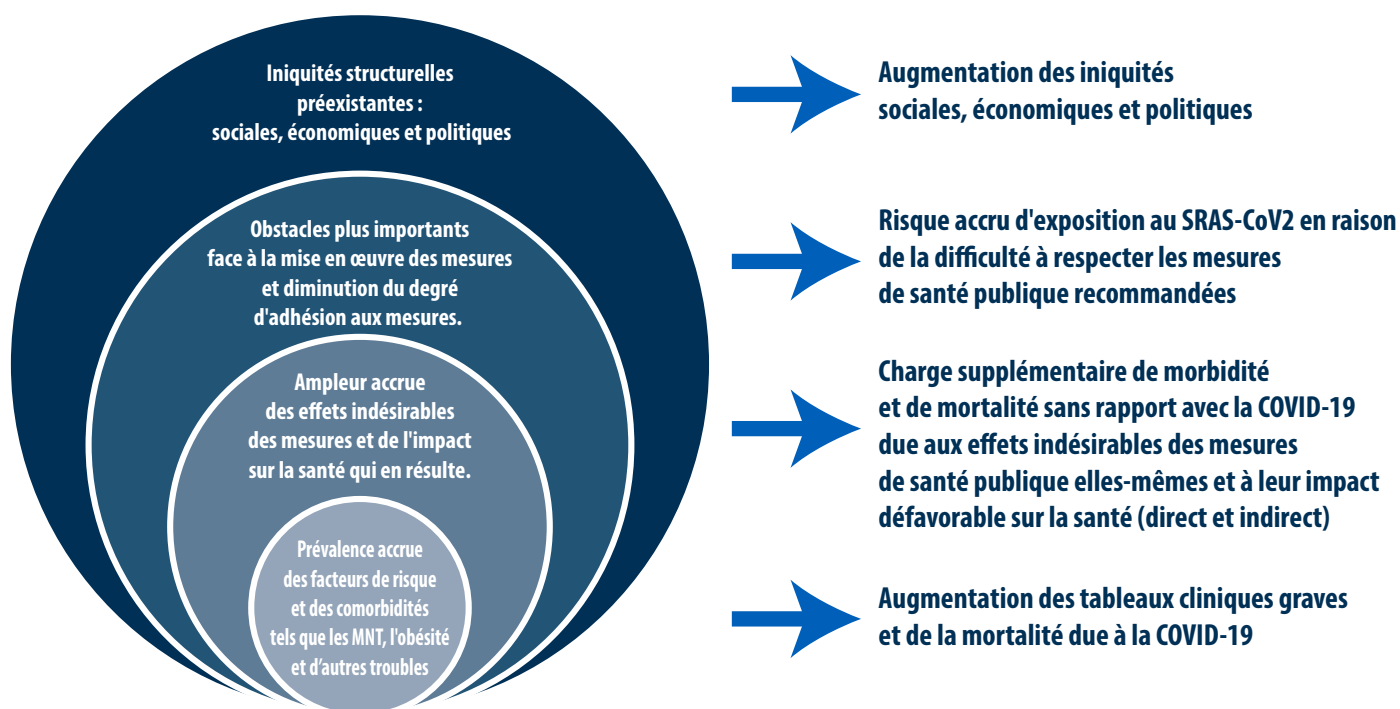 Iniquités structurelles
préexistantes :
sociales, économiques et politiques
Augmentation des iniquités
sociales, économiques et politiques
Obstacles plus importants
face à la mise en œuvre des mesures
et diminution du degré
d'adhésion aux mesures.
Risque accru d'exposition au SRAS-CoV2 en raison
de la difficulté à respecter les mesures
de santé publique recommandées
Ampleur accrue
des effets indésirables
des mesures et de l'impact
sur la santé qui en résulte.
Charge supplémentaire de morbidité
et de mortalité sans rapport avec la COVID-19
due aux effets indésirables des mesures
de santé publique elles-mêmes et à leur impact
défavorable sur la santé (direct et indirect)
Prévalence accrue
des facteurs de risque
et des comorbidités
tels que les MNT, l'obésité
et d’autres troubles
Augmentation des tableaux cliniques graves
et de la mortalité due à la COVID-19